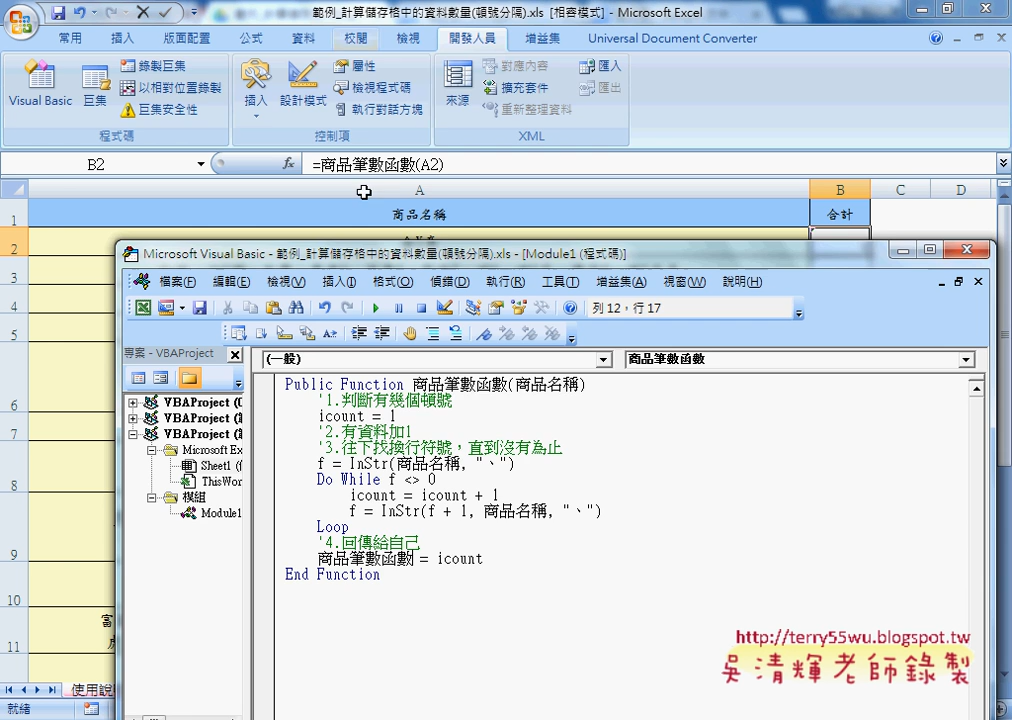 範例_計算儲存格中的資料數量(頓號分隔).xls [相容模式] - Microsoft Excel
常用 插入 版面配置 公式 資料 校閱 檢視 開發人員 增益集 Universal Document Converter
Visual Basic 巨集 錄製巨集 以相對位置錄製 巨集安全性
插入 設計模式 屬性 檢視程式碼 執行對話方塊
來源 對應內容 擴充套件 重新整理資料 匯入 匯出
程式碼 控制項 XML
B2 fx =商品筆數函數(A2)
A B C D
1 商品名稱 合計
2
3
4
5
6
7
8
9
10
11
Microsoft Visual Basic - 範例_計算儲存格中的資料數量(頓號分隔).xls - [Module1 (程式碼)]
檔案(F) 編輯(E) 檢視(V) 插入(I) 格式(O) 偵錯(D) 執行(R) 工具(T) 增益集(A) 視窗(W) 說明(H)
列 12，行 17
專案 - VBAProject
(一般) 商品筆數函數
VBAProject (
VBAProject (
VBAProject (
Microsoft Ex
Sheet1 (
ThisWor
模組
Module1
Public Function 商品筆數函數(商品名稱)
'1.判斷有幾個頓號
icount = 1
'2.有資料加1
'3.往下找換行符號，直到沒有為止
f = InStr(商品名稱, "、")
Do While f <> 0
icount = icount + 1
f = InStr(f + 1, 商品名稱, "、")
Loop
'4.回傳給自己
商品筆數函數 = icount
End Function
http://terry55wu.blogspot.tw
吳清輝老師錄製
使用說
就緒